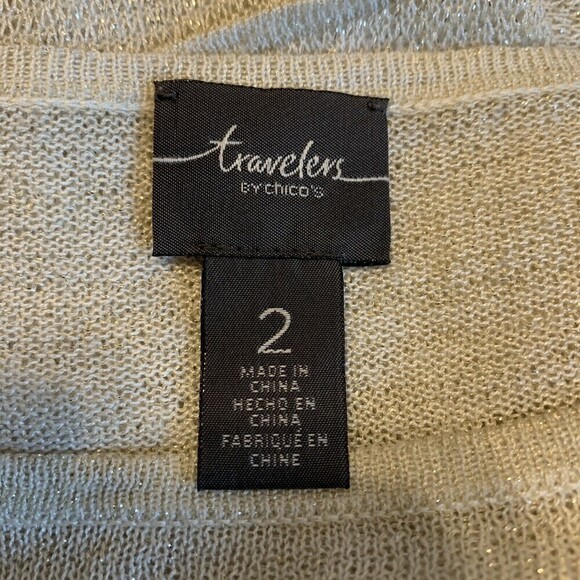 travelers
BY chico's
2
MADE IN
CHINA
HECHO EN
CHINA
FABRIQUÉ EN
CHINE